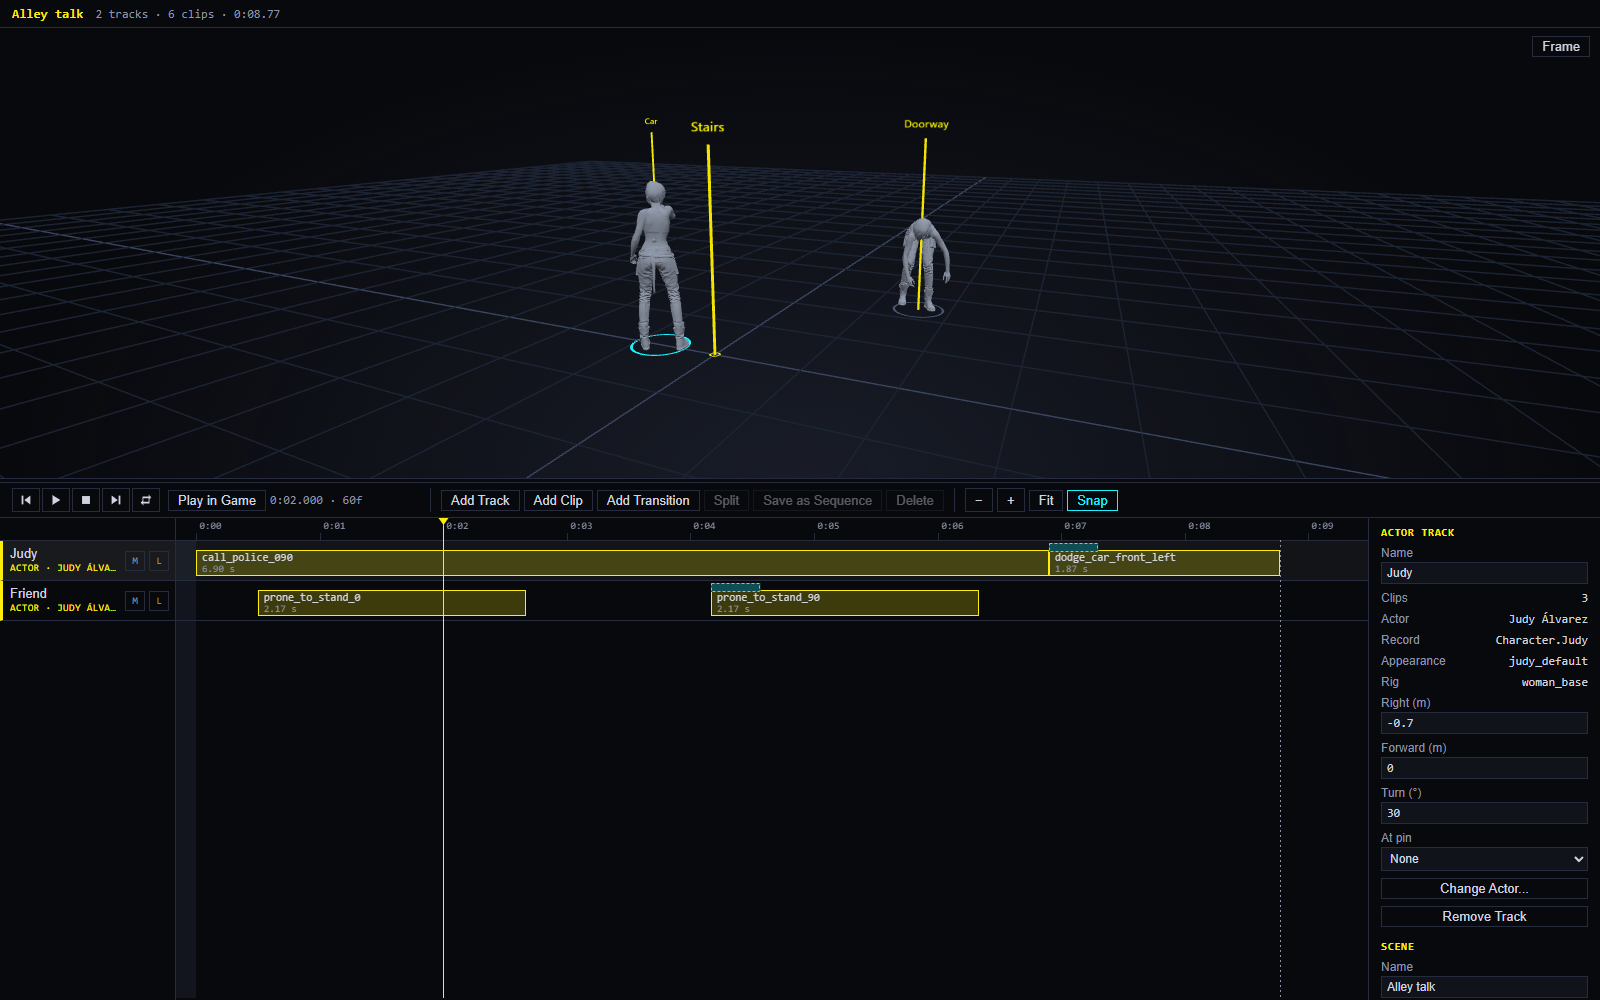 Alley talk 2 tracks · 6 clips · 0:08.77
Frame
Car
Stairs
Doorway
Play in Game
0:02.000 · 60f
Add Track
Add Clip
Add Transition
Split
Save as Sequence
Delete
−
+
Fit
Snap
0:00 0:01 0:02 0:03 0:04 0:05 0:06 0:07 0:08 0:09
Judy
ACTOR · JUDY ÁLVA…
M L
call_police_090
6.90 s
dodge_car_front_left
1.87 s
Friend
ACTOR · JUDY ÁLVA…
M L
prone_to_stand_0
2.17 s
prone_to_stand_90
2.17 s
ACTOR TRACK
Name
Judy
Clips 3
Actor Judy Álvarez
Record Character.Judy
Appearance judy_default
Rig woman_base
Right (m)
-0.7
Forward (m)
0
Turn (°)
30
At pin
None
Change Actor...
Remove Track
SCENE
Name
Alley talk